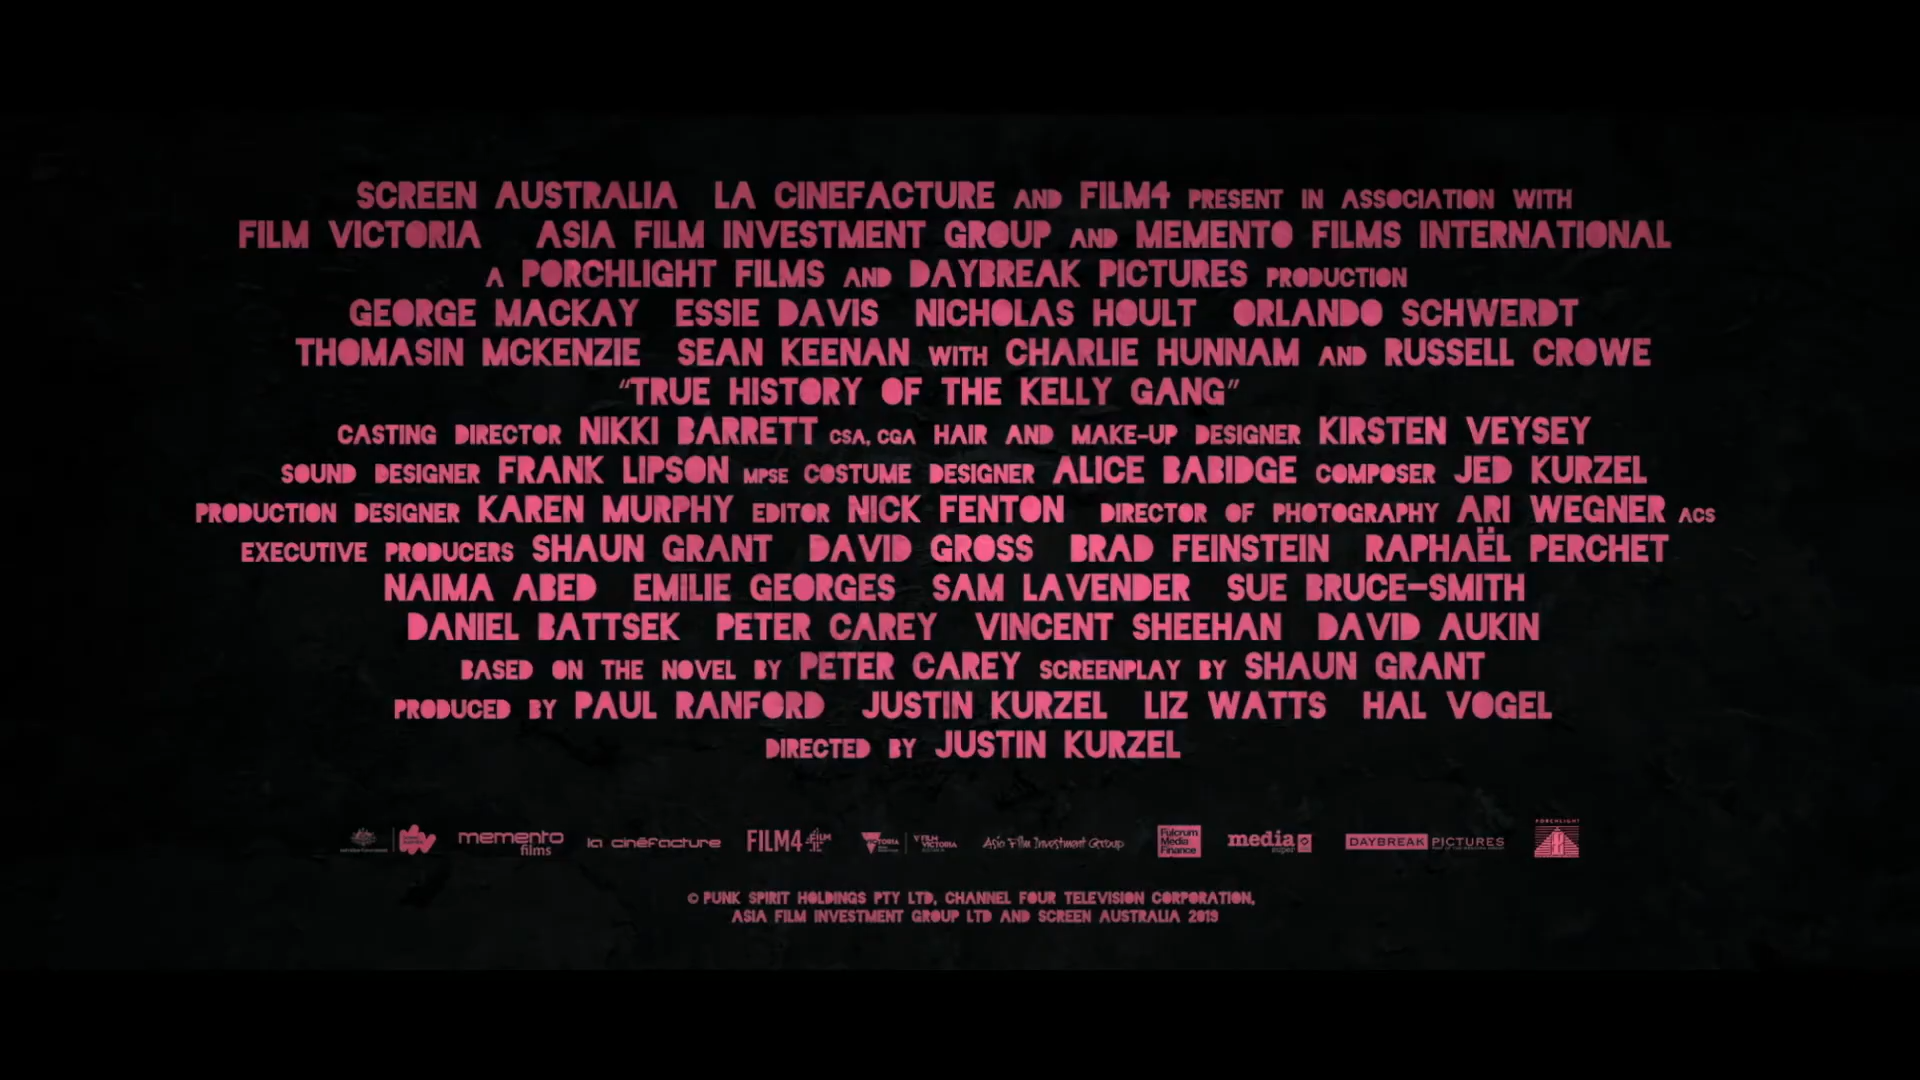 SCREEN AUSTRALIA LA CINEFACTURE AND FILM4 PRESENT IN ASSOCIATION WITH
FILM VICTORIA ASIA FILM INVESTMENT GROUP AND MEMENTO FILMS INTERNATIONAL
A PORCHLIGHT FILMS AND DAYBREAK PICTURES PRODUCTION
GEORGE MACKAY ESSIE DAVIS NICHOLAS HOULT ORLANDO SCHWERDT
THOMASIN MCKENZIE SEAN KEENAN WITH CHARLIE HUNNAM AND RUSSELL CROWE
"TRUE HISTORY OF THE KELLY GANG"
CASTING DIRECTOR NIKKI BARRETT CSA, CGA HAIR AND MAKE-UP DESIGNER KIRSTEN VEYSEY
SOUND DESIGNER FRANK LIPSON MPSE COSTUME DESIGNER ALICE BABIDGE COMPOSER JED KURZEL
PRODUCTION DESIGNER KAREN MURPHY EDITOR NICK FENTON DIRECTOR OF PHOTOGRAPHY ARI WEGNER ACS
EXECUTIVE PRODUCERS SHAUN GRANT DAVID GROSS BRAD FEINSTEIN RAPHAËL PERCHET
NAIMA ABED EMILIE GEORGES SAM LAVENDER SUE BRUCE-SMITH
DANIEL BATTSEK PETER CAREY VINCENT SHEEHAN DAVID AUKIN
BASED ON THE NOVEL BY PETER CAREY SCREENPLAY BY SHAUN GRANT
PRODUCED BY PAUL RANFORD JUSTIN KURZEL LIZ WATTS HAL VOGEL
DIRECTED BY JUSTIN KURZEL
memento films la cinéfacture FILM4 FILM 4 VICTORIA FILM VICTORIA Asia Film Investment Group Fulcrum Media Finance media super DAYBREAK PICTURES PORCHLIGHT
© PUNK SPIRIT HOLDINGS PTY LTD, CHANNEL FOUR TELEVISION CORPORATION,
ASIA FILM INVESTMENT GROUP LTD AND SCREEN AUSTRALIA 2019